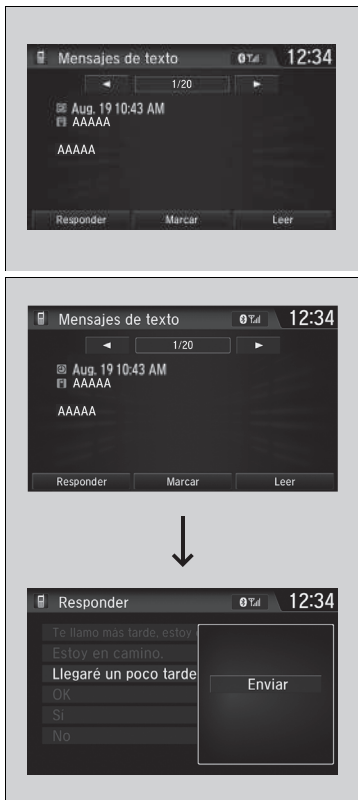 Mensajes de texto 12:34
1/20
Aug. 19 10:43 AM
AAAAA
AAAAA
Responder Marcar Leer
Mensajes de texto 12:34
1/20
Aug. 19 10:43 AM
AAAAA
AAAAA
Responder Marcar Leer
Responder 12:34
Te llamo más tarde, estoy
Estoy en camino.
Llegaré un poco tarde
Enviar
OK
Sí
No